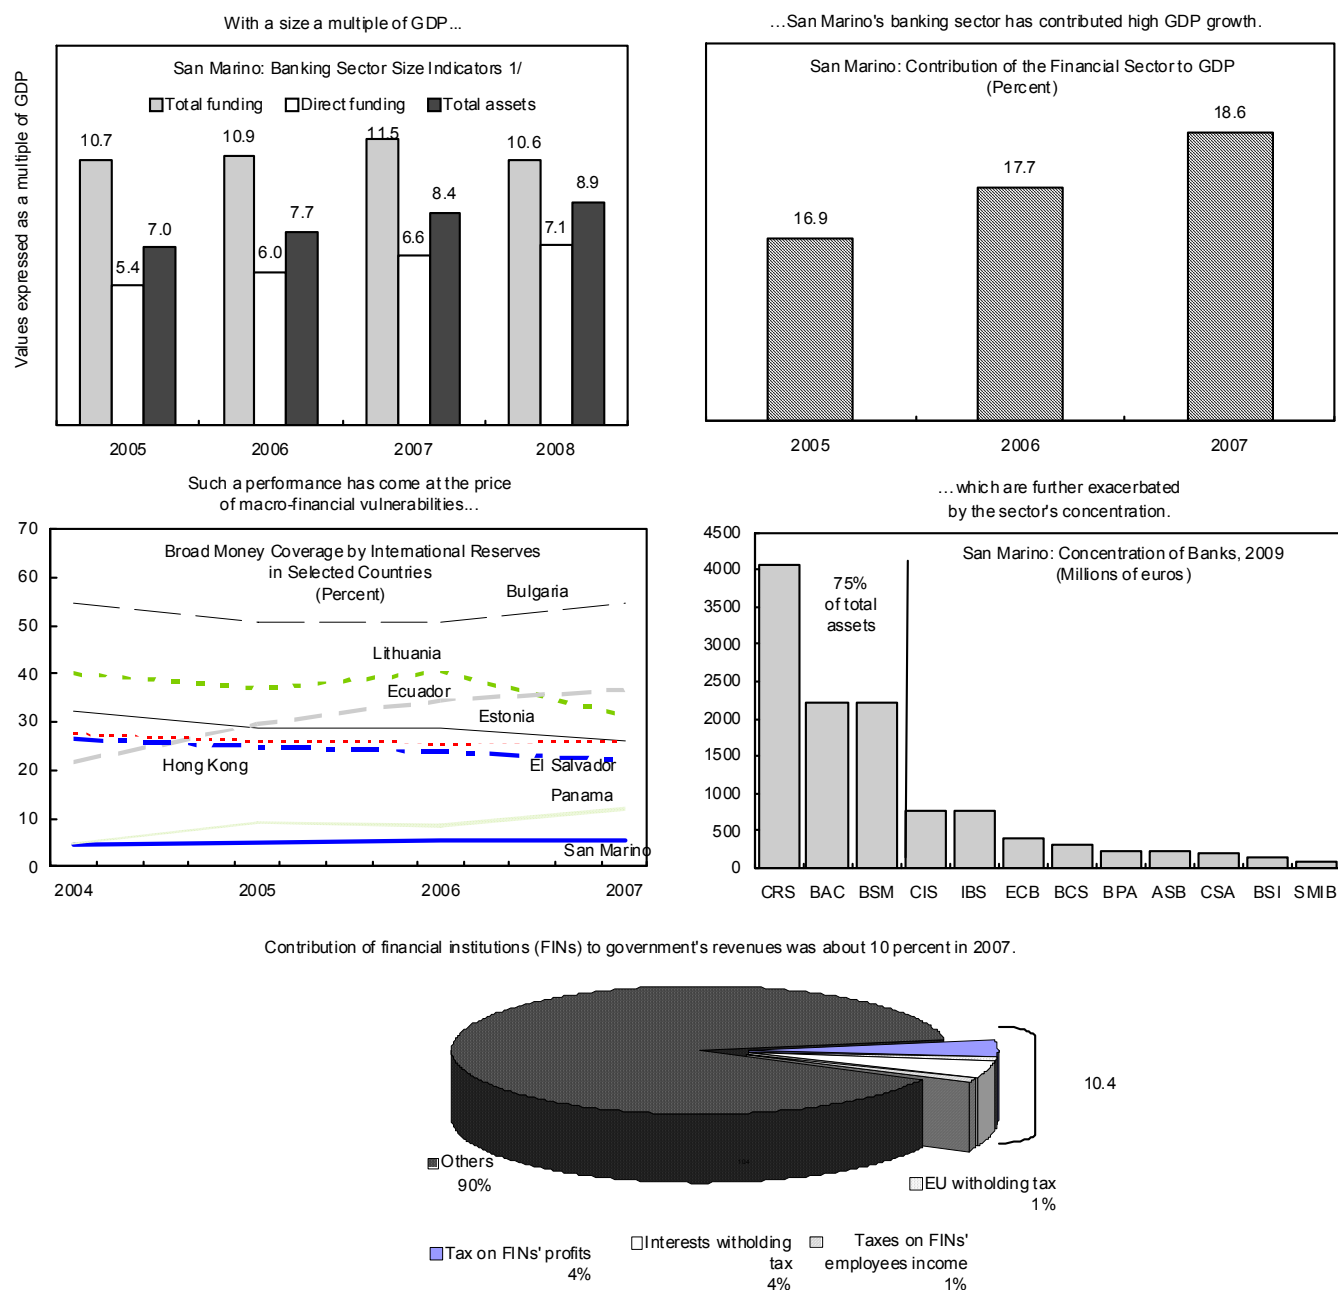 With a size a multiple of GDP...
San Marino: Banking Sector Size Indicators 1/
Total funding Direct funding Total assets
Values expressed as a multiple of GDP
10.7 10.9 11.5 10.6
5.4 6.0 6.6 7.1
7.0 7.7 8.4 8.9
2005 2006 2007 2008
...San Marino's banking sector has contributed high GDP growth.
San Marino: Contribution of the Financial Sector to GDP
(Percent)
16.9 17.7 18.6
2005 2006 2007
Such a performance has come at the price
of macro-financial vulnerabilities...
Broad Money Coverage by International Reserves
in Selected Countries
(Percent)
70
60
50
40
30
20
10
0
Bulgaria
Lithuania
Ecuador
Estonia
Hong Kong
El Salvador
Panama
San Marino
2004 2005 2006 2007
...which are further exacerbated
by the sector's concentration.
San Marino: Concentration of Banks, 2009
(Millions of euros)
75%
of total
assets
4500
4000
3500
3000
2500
2000
1500
1000
500
0
CRS BAC BSM CIS IBS ECB BCS BPA ASB CSA BSI SMIB
Contribution of financial institutions (FINs) to government's revenues was about 10 percent in 2007.
10.4
Others
90%
EU witholding tax
1%
Tax on FINs' profits
4%
Interests witholding
tax
4%
Taxes on FINs'
employees income
1%